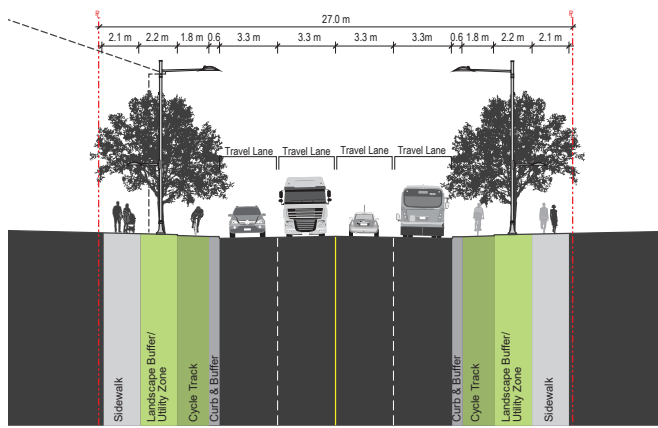 27.0 m
2.1 m 2.2 m 1.8 m 0.6 3.3 m 3.3 m 3.3 m 3.3m 0.6 1.8 m 2.2 m 2.1 m
Travel Lane Travel Lane Travel Lane Travel Lane
Sidewalk
Landscape Buffer/
Utility Zone
Cycle Track
Curb & Buffer
Curb & Buffer
Cycle Track
Landscape Buffer/
Utility Zone
Sidewalk